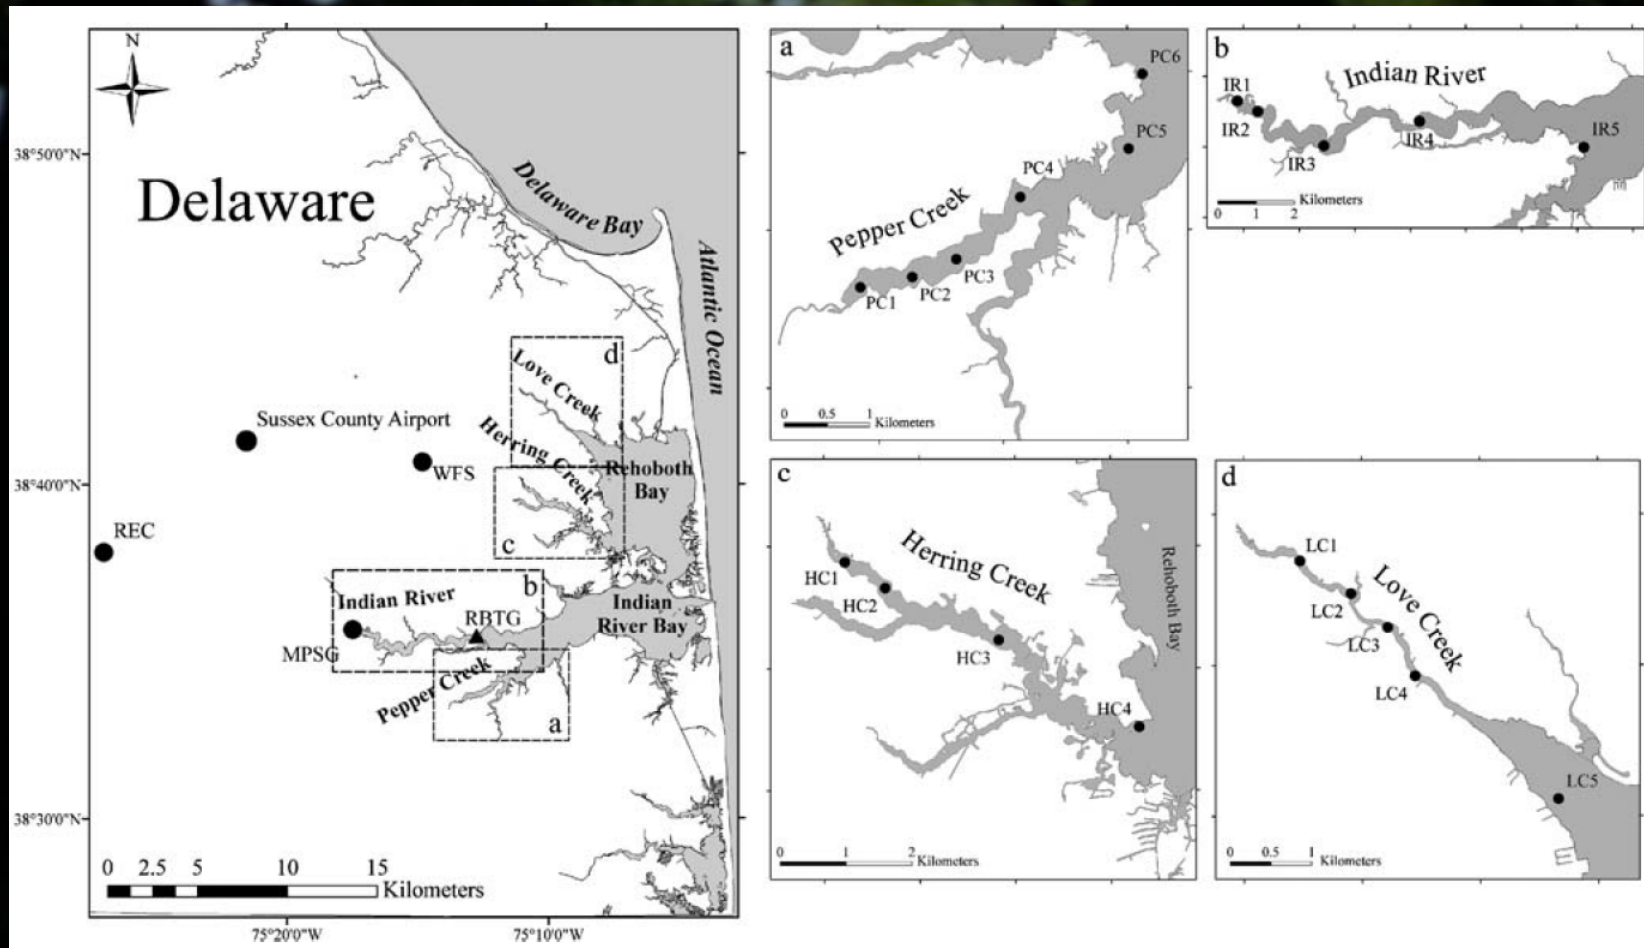 N
38°50'0"N
38°40'0"N
38°30'0"N
75°20'0"W
75°10'0"W
Delaware
Delaware Bay
Atlantic Ocean
d
Love Creek
Herring Creek
Rehoboth
Bay
Sussex County Airport
WFS
REC
c
b
Indian River
RBTG
MPSG
Indian
River Bay
Pepper Creek
a
0 2.5 5 10 15
Kilometers
a
PC6
PC5
PC4
Pepper Creek
PC3
PC2
PC1
0 0.5 1
Kilometers
b
Indian River
IR1
IR2
IR3
IR4
IR5
0 1 2
Kilometers
c
Herring Creek
HC1
HC2
HC3
HC4
Rehoboth Bay
0 1 2
Kilometers
d
LC1
LC2
LC3
LC4
Love Creek
LC5
0 0.5 1
Kilometers